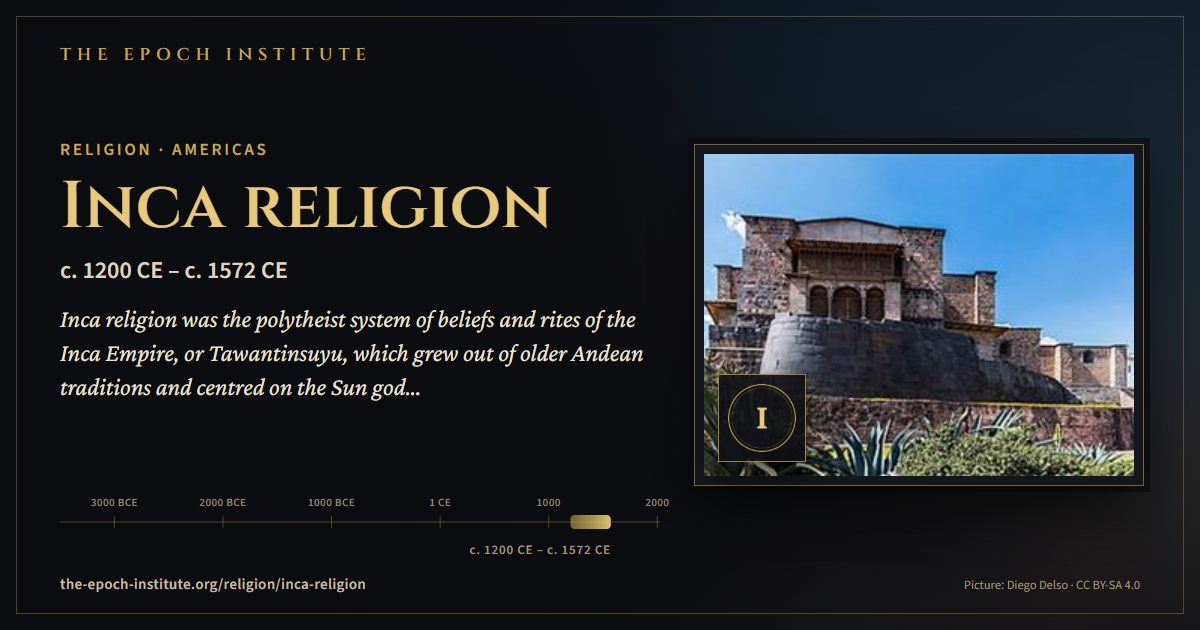 THE EPOCH INSTITUTE
RELIGION · AMERICAS
INCA RELIGION
c. 1200 CE – c. 1572 CE
Inca religion was the polytheist system of beliefs and rites of the
Inca Empire, or Tawantinsuyu, which grew out of older Andean
traditions and centred on the Sun god...
I
3000 BCE 2000 BCE 1000 BCE 1 CE 1000 2000
c. 1200 CE – c. 1572 CE
the-epoch-institute.org/religion/inca-religion
Picture: Diego Delso · CC BY-SA 4.0